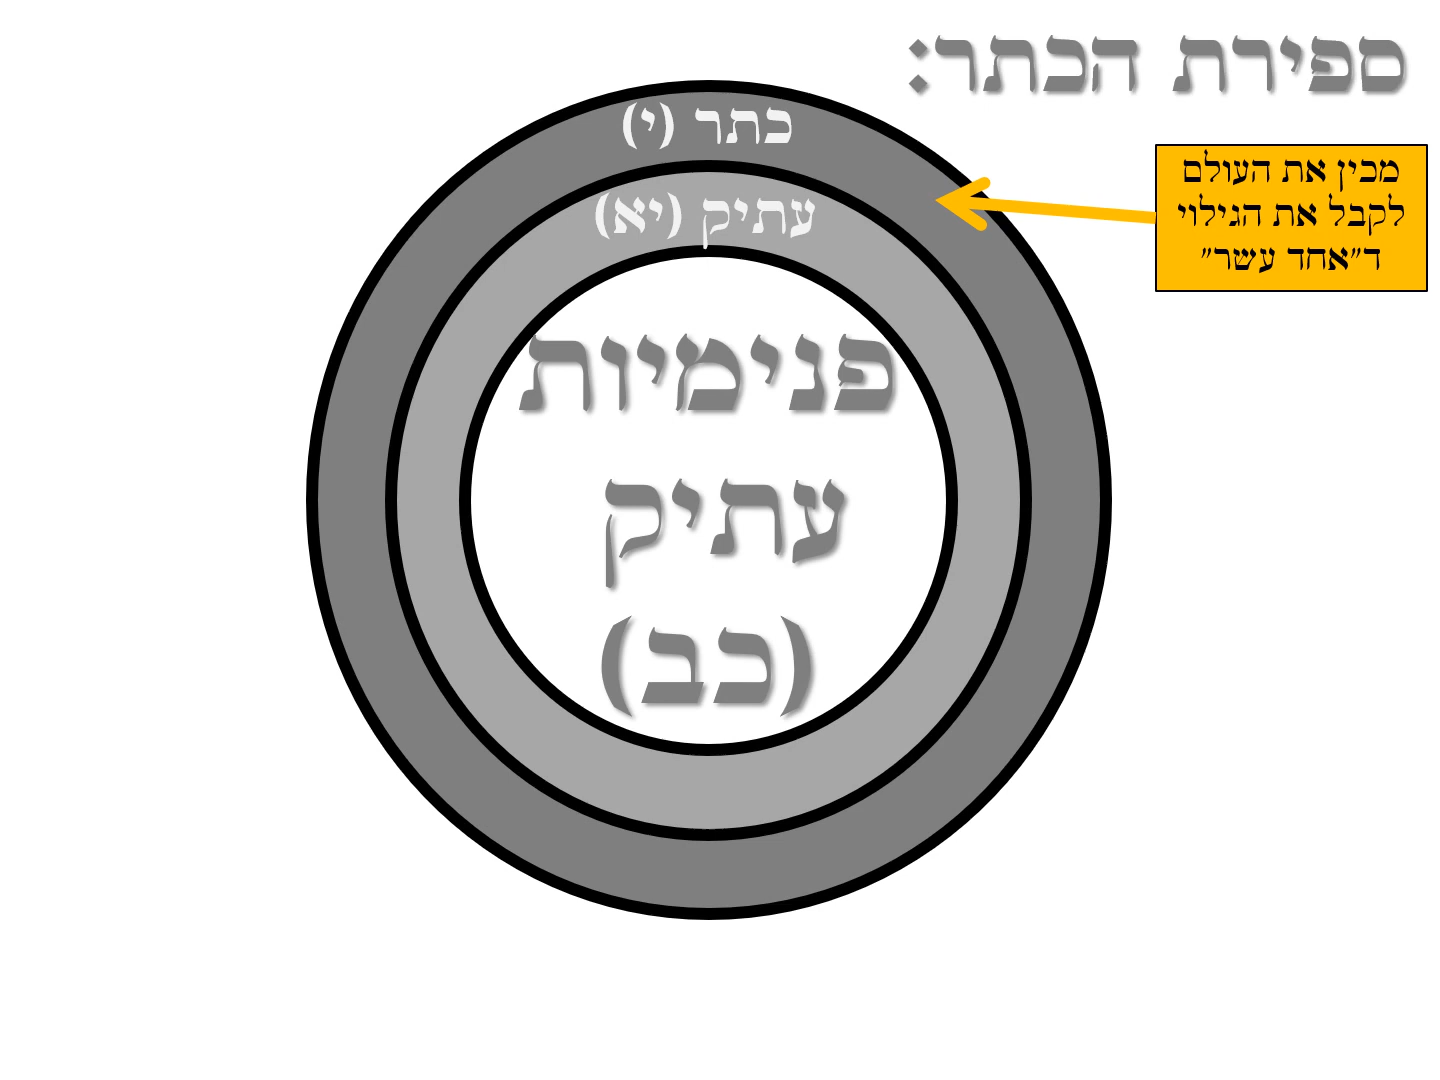 ספירת הכתר:
כתר (י)
עתיק (יא)
פנימיות
עתיק
(כב)
מכין את העולם
לקבל את הגילוי
ד״אחד עשר״